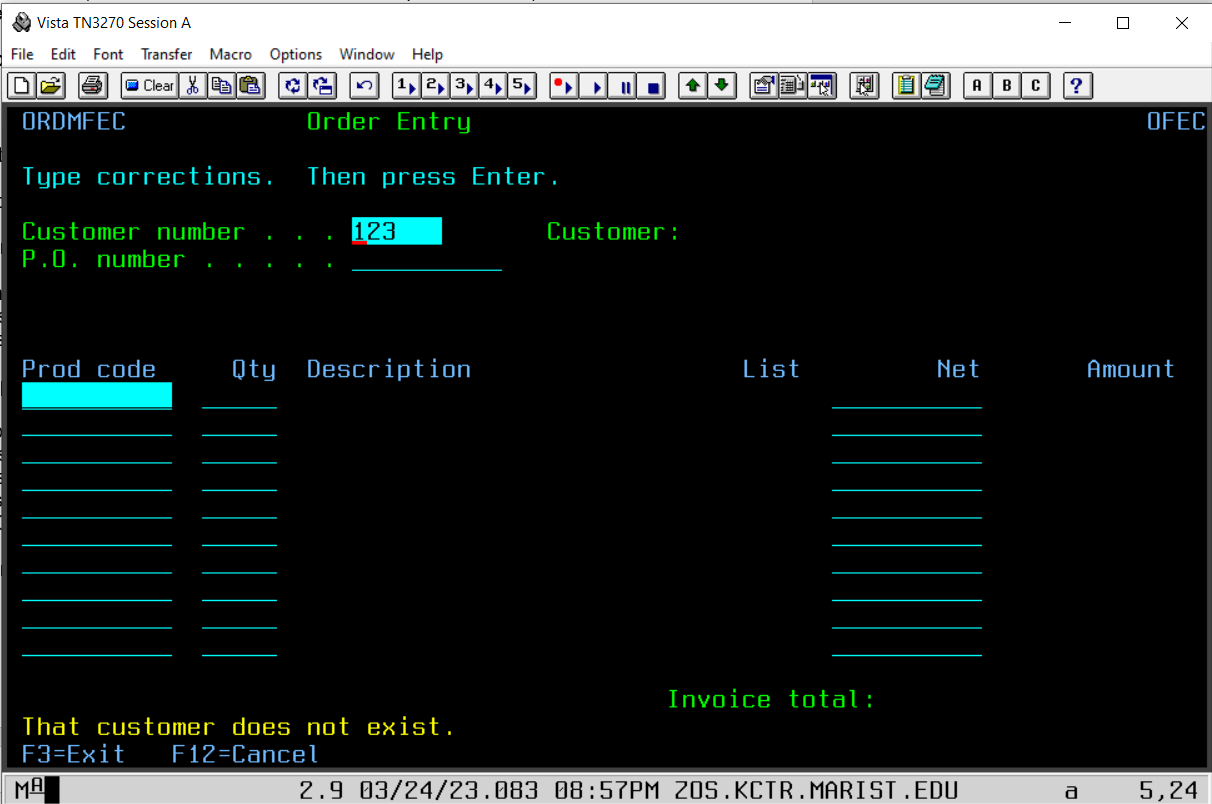 Vista TN3270 Session A
File Edit Font Transfer Macro Options Window Help
Clear 1 2 3 4 5 A B C ?
ORDMFEC Order Entry OFEC
Type corrections. Then press Enter.
Customer number . . . 123 Customer:
P.O. number . . . . .
Prod code Qty Description List Net Amount
Invoice total:
That customer does not exist.
F3=Exit F12=Cancel
MA 2.9 03/24/23.083 08:57PM ZOS.KCTR.MARIST.EDU a 5,24